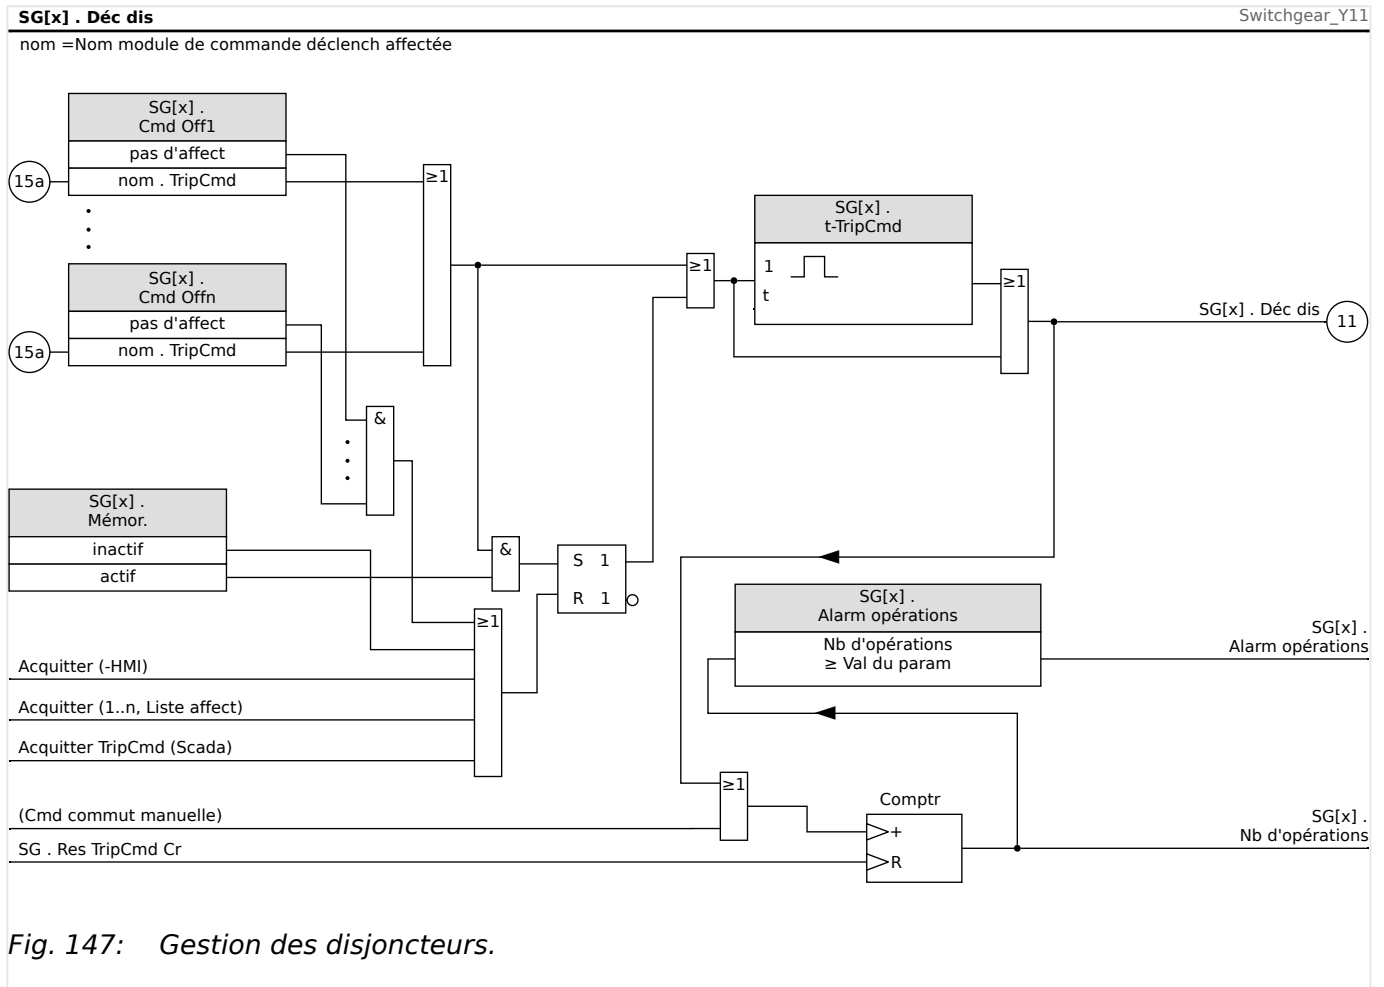 SG[x] . Déc dis
Switchgear_Y11
nom =Nom module de commande déclench affectée
SG[x] .
Cmd Off1
pas d'affect
15a
nom . TripCmd
≥1
SG[x] .
t-TripCmd
1
t
SG[x] .
Cmd Offn
pas d'affect
15a
nom . TripCmd
≥1
≥1
SG[x] . Déc dis
11
&
SG[x] .
Mémor.
inactif
actif
&
S 1
R 1
≥1
SG[x] .
Alarm opérations
Nb d'opérations
≥ Val du param
SG[x] .
Alarm opérations
Acquitter (-HMI)
Acquitter (1..n, Liste affect)
Acquitter TripCmd (Scada)
≥1
(Cmd commut manuelle)
SG . Res TripCmd Cr
Comptr
+
R
SG[x] .
Nb d'opérations
Fig. 147: Gestion des disjoncteurs.